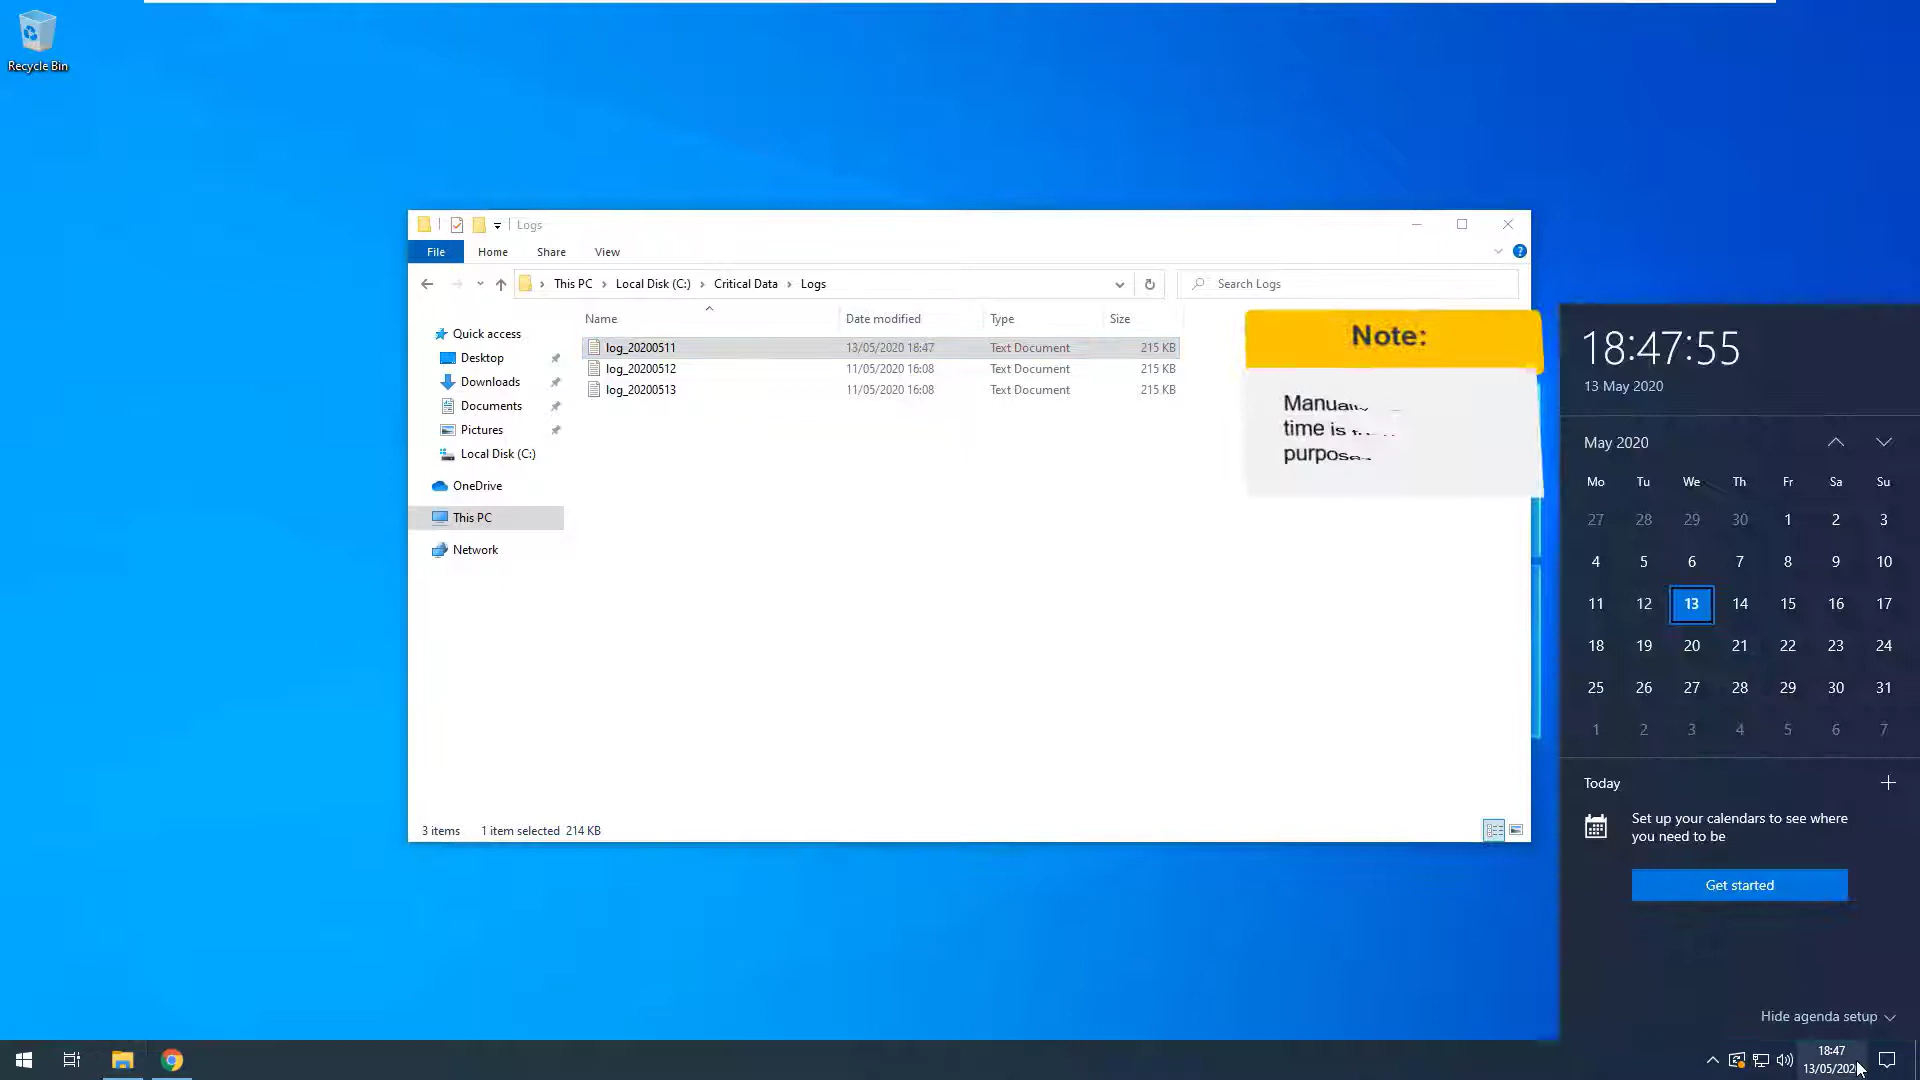 Recycle Bin
Logs
File Home Share View
This PC Local Disk (C:) Critical Data Logs
Search Logs
Name Date modified Type Size
log_20200511 13/05/2020 18:47 Text Document 215 KB
log_20200512 11/05/2020 16:08 Text Document 215 KB
log_20200513 11/05/2020 16:08 Text Document 215 KB
Quick access
Desktop
Downloads
Documents
Pictures
Local Disk (C:)
OneDrive
This PC
Network
3 items 1 item selected 214 KB
Note:
time is
18:47:55
13 May 2020
May 2020
Mo Tu We Th Fr Sa Su
27 28 29 30 1 2 3
4 5 6 7 8 9 10
11 12 13 14 15 16 17
18 19 20 21 22 23 24
25 26 27 28 29 30 31
1 2 3 4 5 6 7
Today
Set up your calendars to see where
you need to be
Get started
Hide agenda setup
18:47